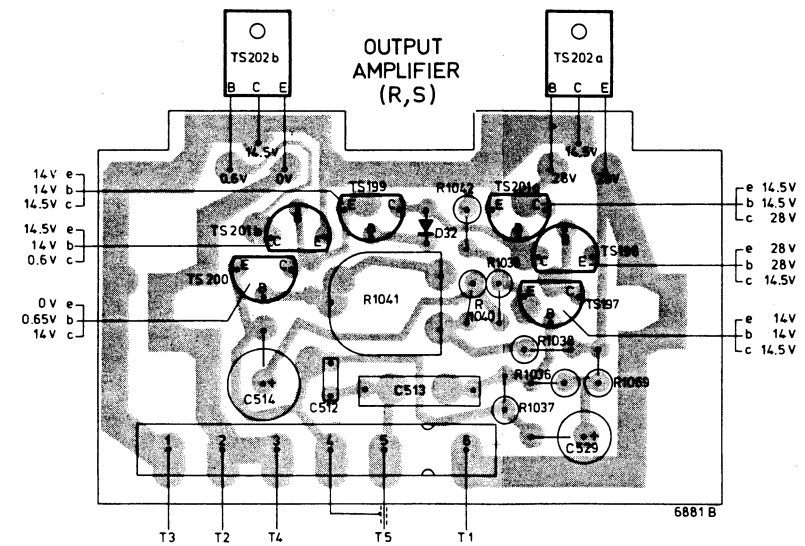 TS202b
B C E
OUTPUT
AMPLIFIER
(R,S)
TS202a
B C E
14.5V
0.6V
0V
14.5V
28V
14V e
14V b
14.5V c
TS199
E C
R1042
TS201a
E C
e 14.5V
b 14.5V
c 28V
14.5V e
14V b
0.6V c
TS201b
C E
D32
C E
e 28V
b 28V
c 14.5V
TS200
E C
B
R1041
R
1040
E C
B
TS197
0V e
0.65V b
14V c
e 14V
b 14V
c 14.5V
R1038
R1036
R1069
C514
+
C512
C513
R1037
C529
+
1 2 3 4 5 6
6881 B
T3 T2 T4 T5 T1